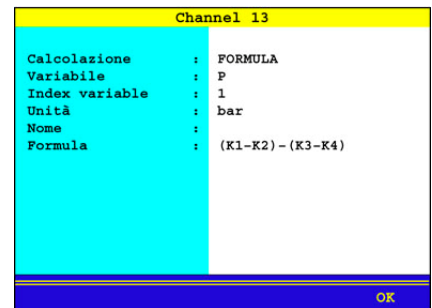 Channel 13
Calcolazione : FORMULA
Variabile : P
Index variable : 1
Unità : bar
Nome :
Formula : (K1-K2)-(K3-K4)
OK